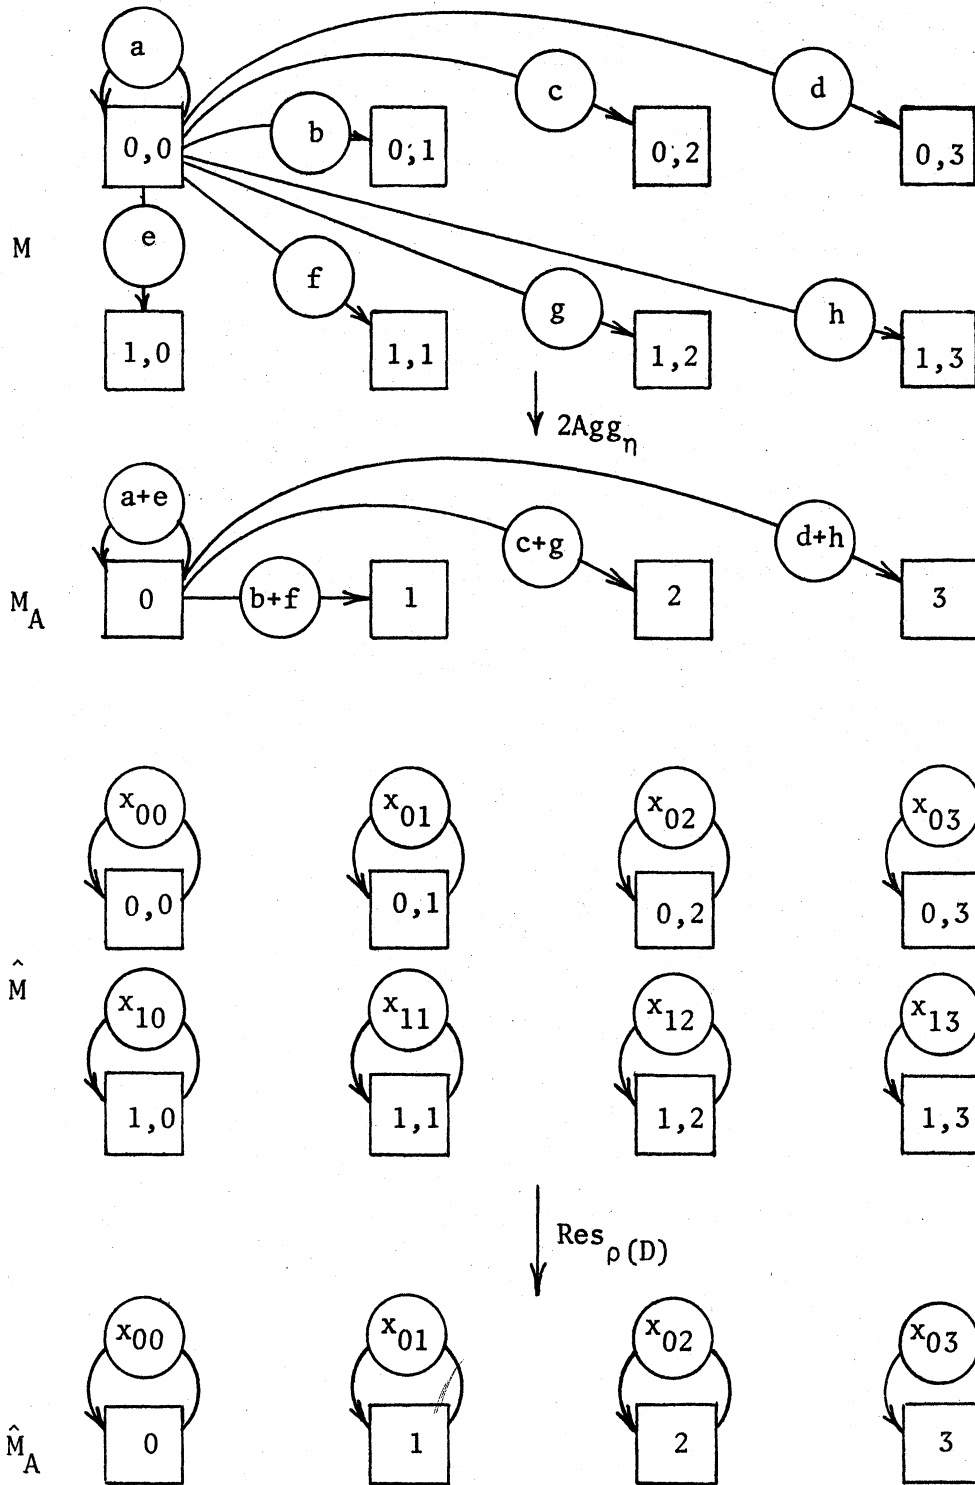 a
c
d
b
0,0
0,1
0,2
0,3
M
e
f
g
h
1,0
1,1
1,2
1,3
2Agg_η
a+e
c+g
d+h
M_A
0
b+f
1
2
3
x_00
x_01
x_02
x_03
0,0
0,1
0,2
0,3
M̂
x_10
x_11
x_12
x_13
1,0
1,1
1,2
1,3
Res_ρ(D)
x_00
x_01
x_02
x_03
M̂_A
0
1
2
3